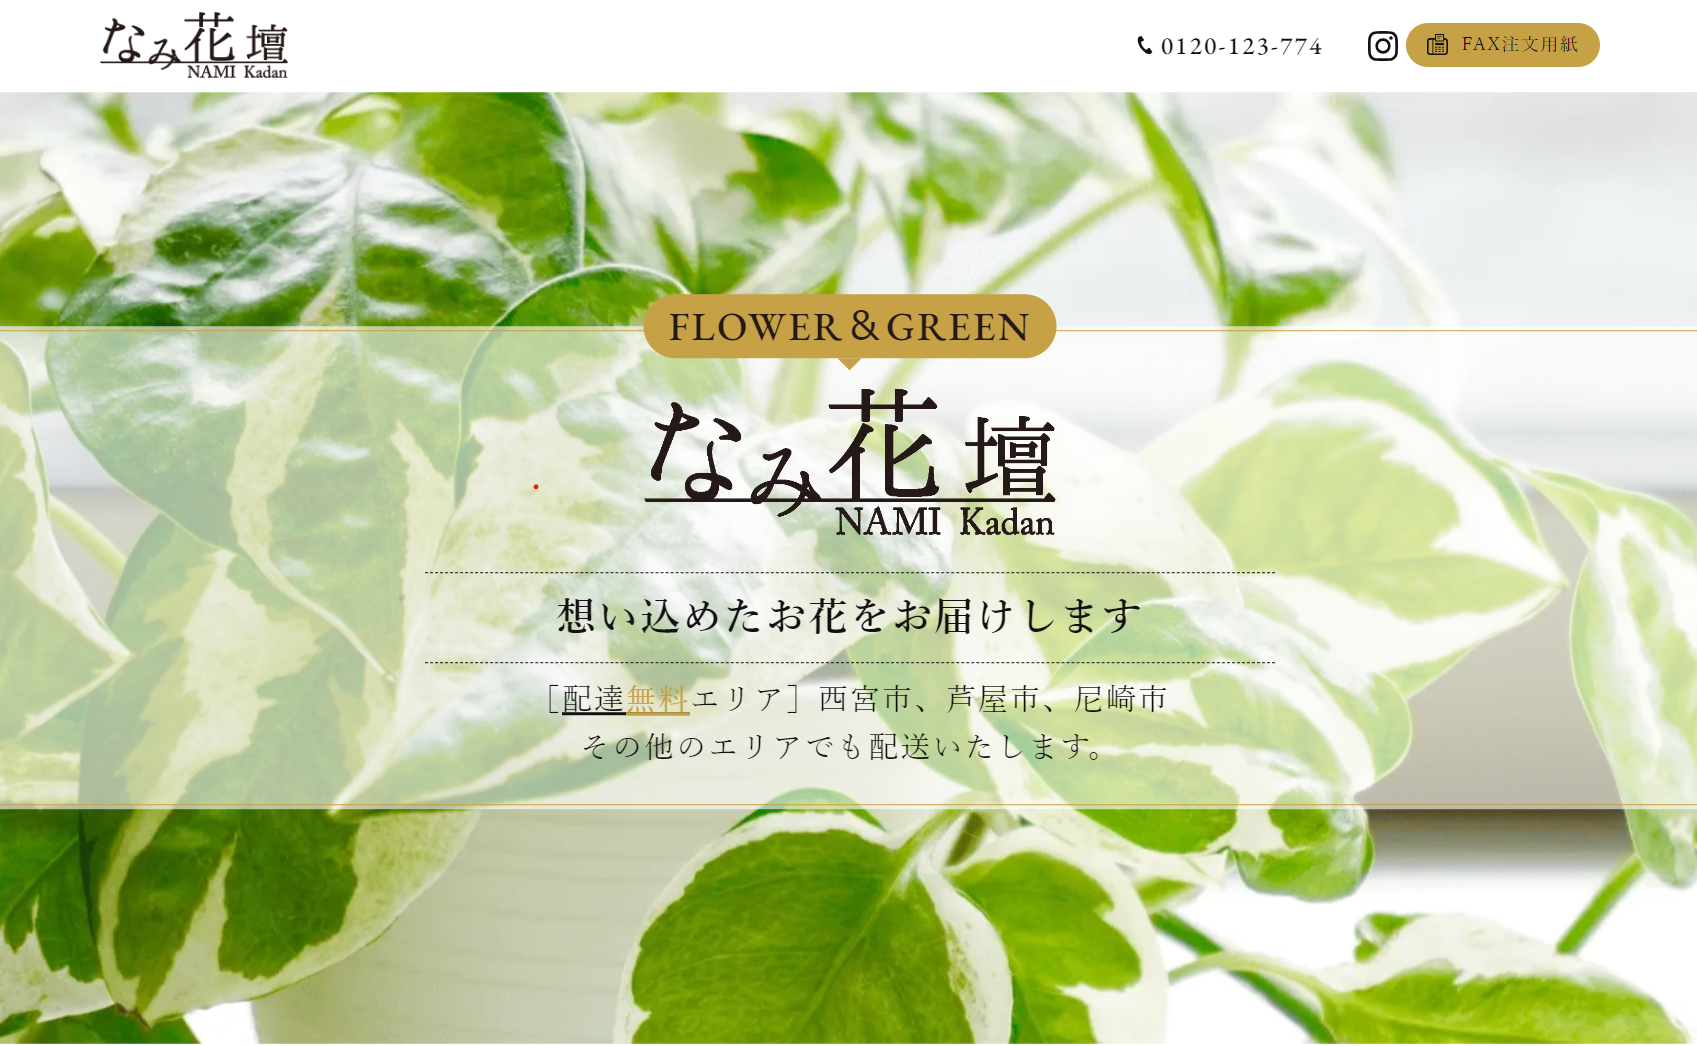 なみ花壇
NAMI Kadan
0120-123-774
FAX注文用紙
FLOWER&GREEN
なみ花壇
NAMI Kadan
想い込めたお花をお届けします
［配達無料エリア］西宮市、芦屋市、尼崎市
その他のエリアでも配送いたします。